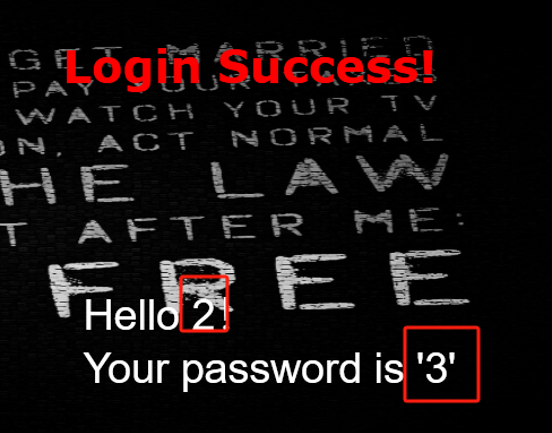 GET MARRIED
Login Success!
PAY YOUR
WATCH YOUR TV
ON, ACT NORMAL
HE LAW
T AFTER ME:
FREE
Hello 2!
Your password is '3'